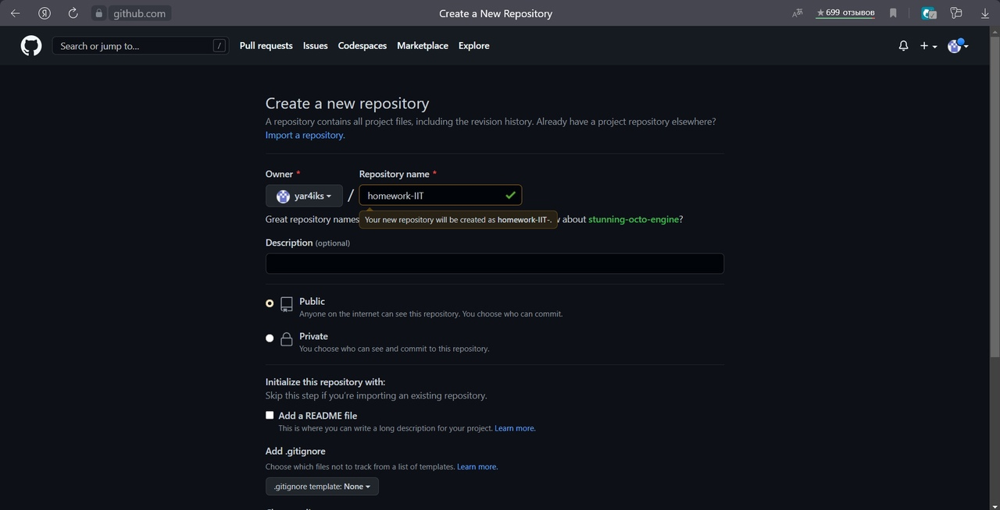 github.com
Create a New Repository
★ 699 отзывов
Search or jump to...
/
Pull requests Issues Codespaces Marketplace Explore
Create a new repository
A repository contains all project files, including the revision history. Already have a project repository elsewhere?
Import a repository.
Owner * Repository name *
yar4iks / homework-IIT
Great repository names
Your new repository will be created as homework-IIT-.
about stunning-octo-engine?
Description (optional)
Public
Anyone on the internet can see this repository. You choose who can commit.
Private
You choose who can see and commit to this repository.
Initialize this repository with:
Skip this step if you're importing an existing repository.
Add a README file
This is where you can write a long description for your project. Learn more.
Add .gitignore
Choose which files not to track from a list of templates. Learn more.
.gitignore template: None